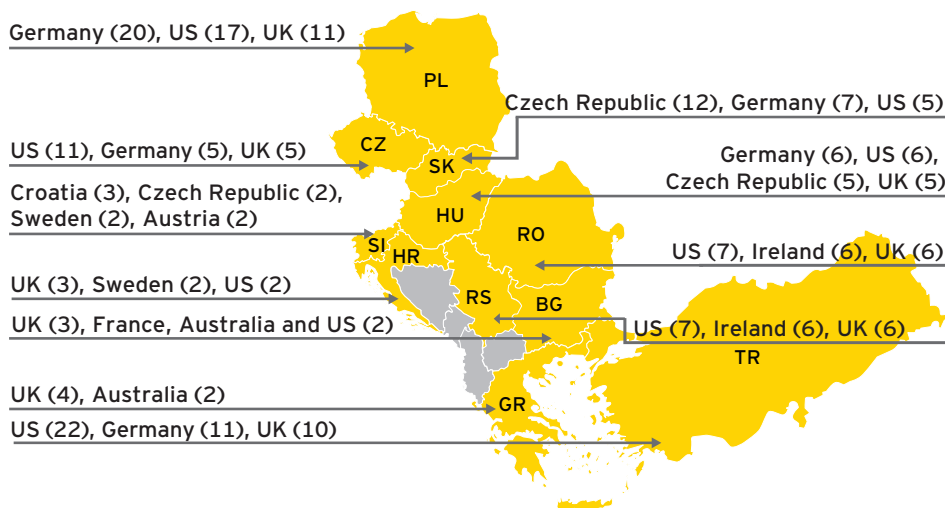 Germany (20), US (17), UK (11)
PL
Czech Republic (12), Germany (7), US (5)
CZ
US (11), Germany (5), UK (5)
SK
Germany (6), US (6),
Czech Republic (5), UK (5)
Croatia (3), Czech Republic (2),
Sweden (2), Austria (2)
HU
RO
SI
HR
US (7), Ireland (6), UK (6)
UK (3), Sweden (2), US (2)
RS
BG
UK (3), France, Australia and US (2)
US (7), Ireland (6), UK (6)
TR
UK (4), Australia (2)
GR
US (22), Germany (11), UK (10)